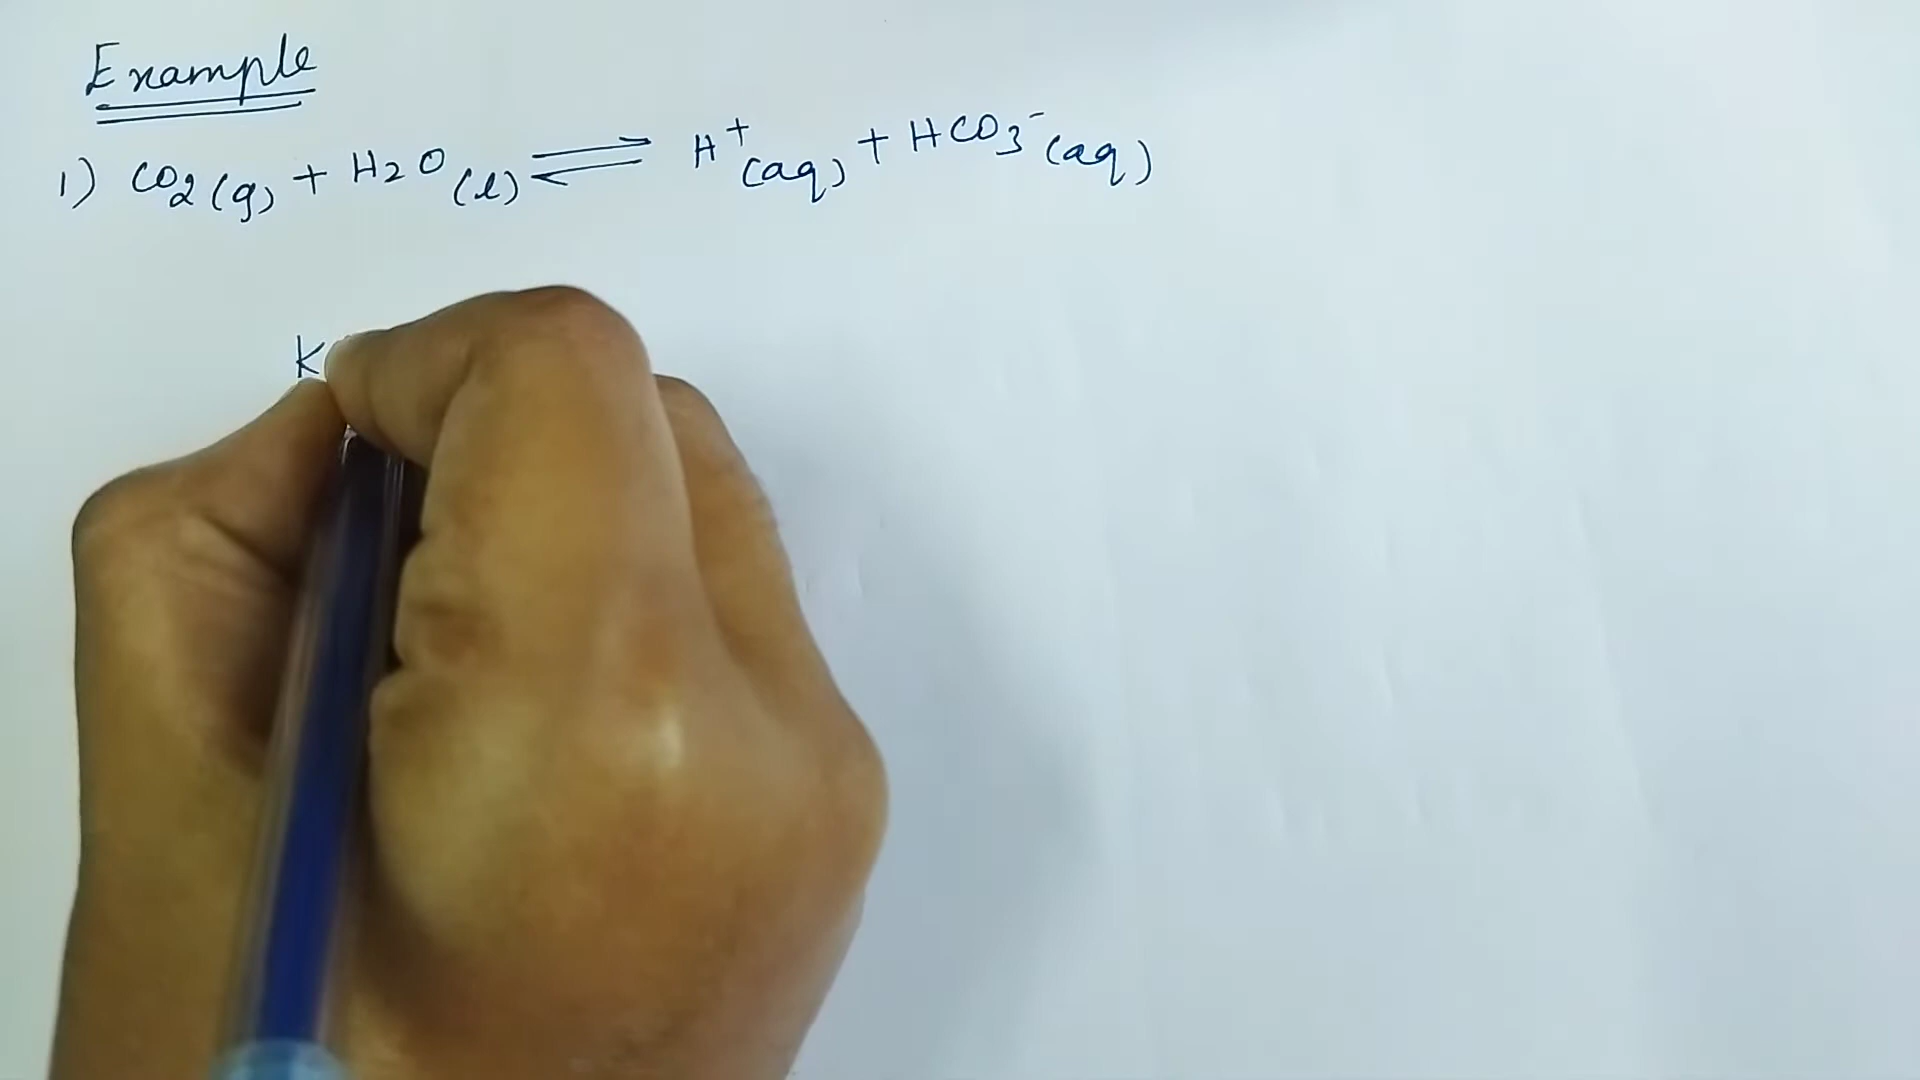 Example
1) CO2(g) + H2O(l) ⇌ H+(aq) + HCO3-(aq)
K